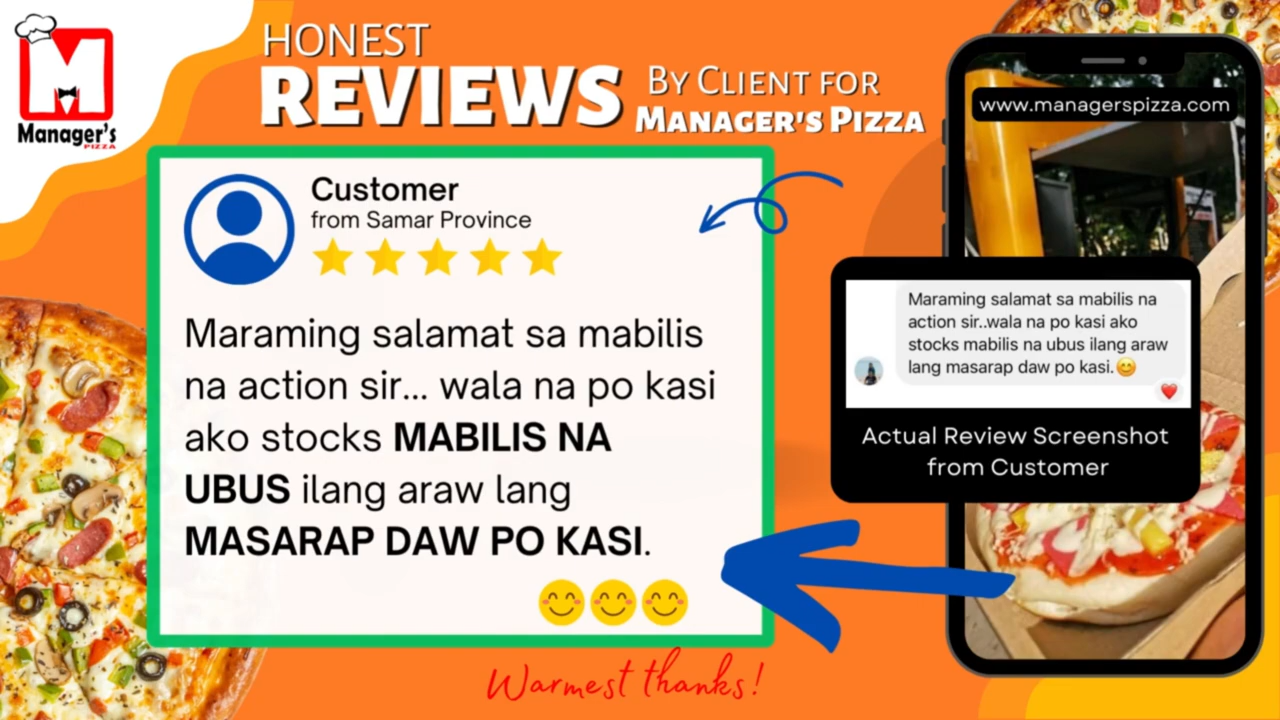 M
Manager's
PIZZA
HONEST
REVIEWS
BY CLIENT FOR
MANAGER'S PIZZA
www.managerspizza.com
Customer
from Samar Province
Maraming salamat sa mabilis
na action sir... wala na po kasi
ako stocks MABILIS NA
UBUS ilang araw lang
MASARAP DAW PO KASI.
Maraming salamat sa mabilis na
action sir..wala na po kasi ako
stocks mabilis na ubus ilang araw
lang masarap daw po kasi.😊
Actual Review Screenshot
from Customer
Warmest thanks!